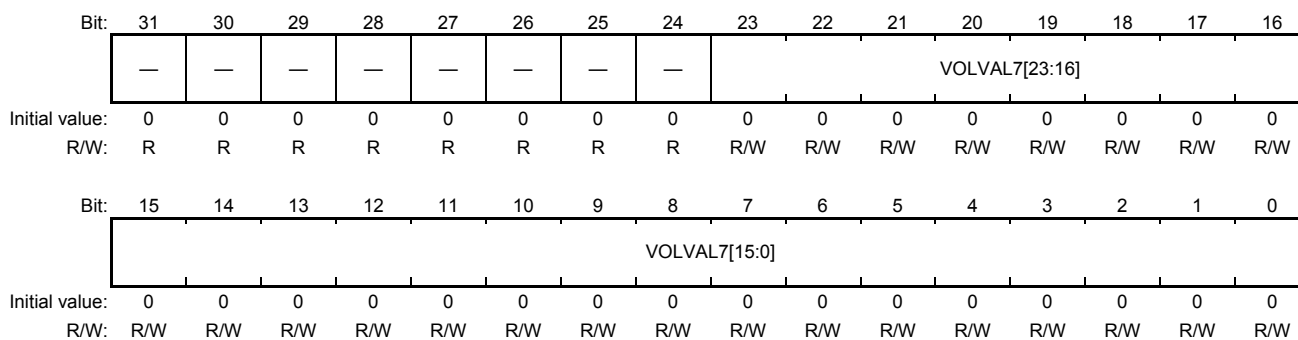 Bit: 31 30 29 28 27 26 25 24 23 22 21 20 19 18 17 16
— — — — — — — — VOLVAL7[23:16]
Initial value: 0 0 0 0 0 0 0 0 0 0 0 0 0 0 0 0
R/W: R R R R R R R R R/W R/W R/W R/W R/W R/W R/W R/W
Bit: 15 14 13 12 11 10 9 8 7 6 5 4 3 2 1 0
VOLVAL7[15:0]
Initial value: 0 0 0 0 0 0 0 0 0 0 0 0 0 0 0 0
R/W: R/W R/W R/W R/W R/W R/W R/W R/W R/W R/W R/W R/W R/W R/W R/W R/W